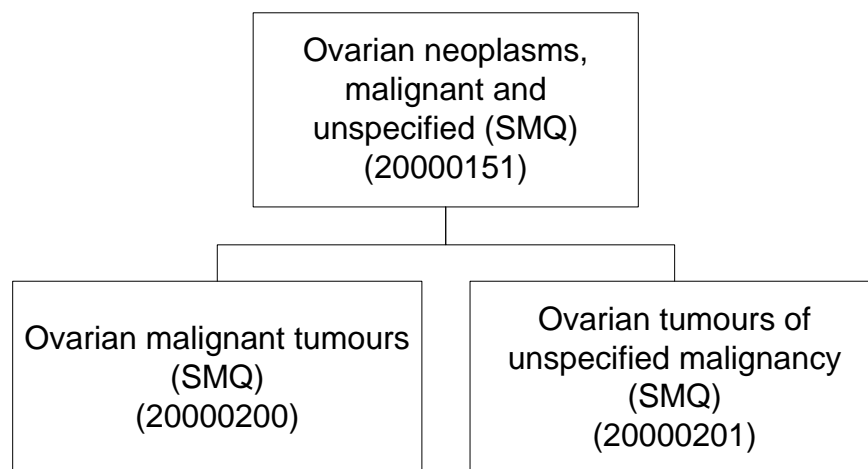 Ovarian neoplasms,
malignant and
unspecified (SMQ)
(20000151)
Ovarian malignant tumours
(SMQ)
(20000200)
Ovarian tumours of
unspecified malignancy
(SMQ)
(20000201)